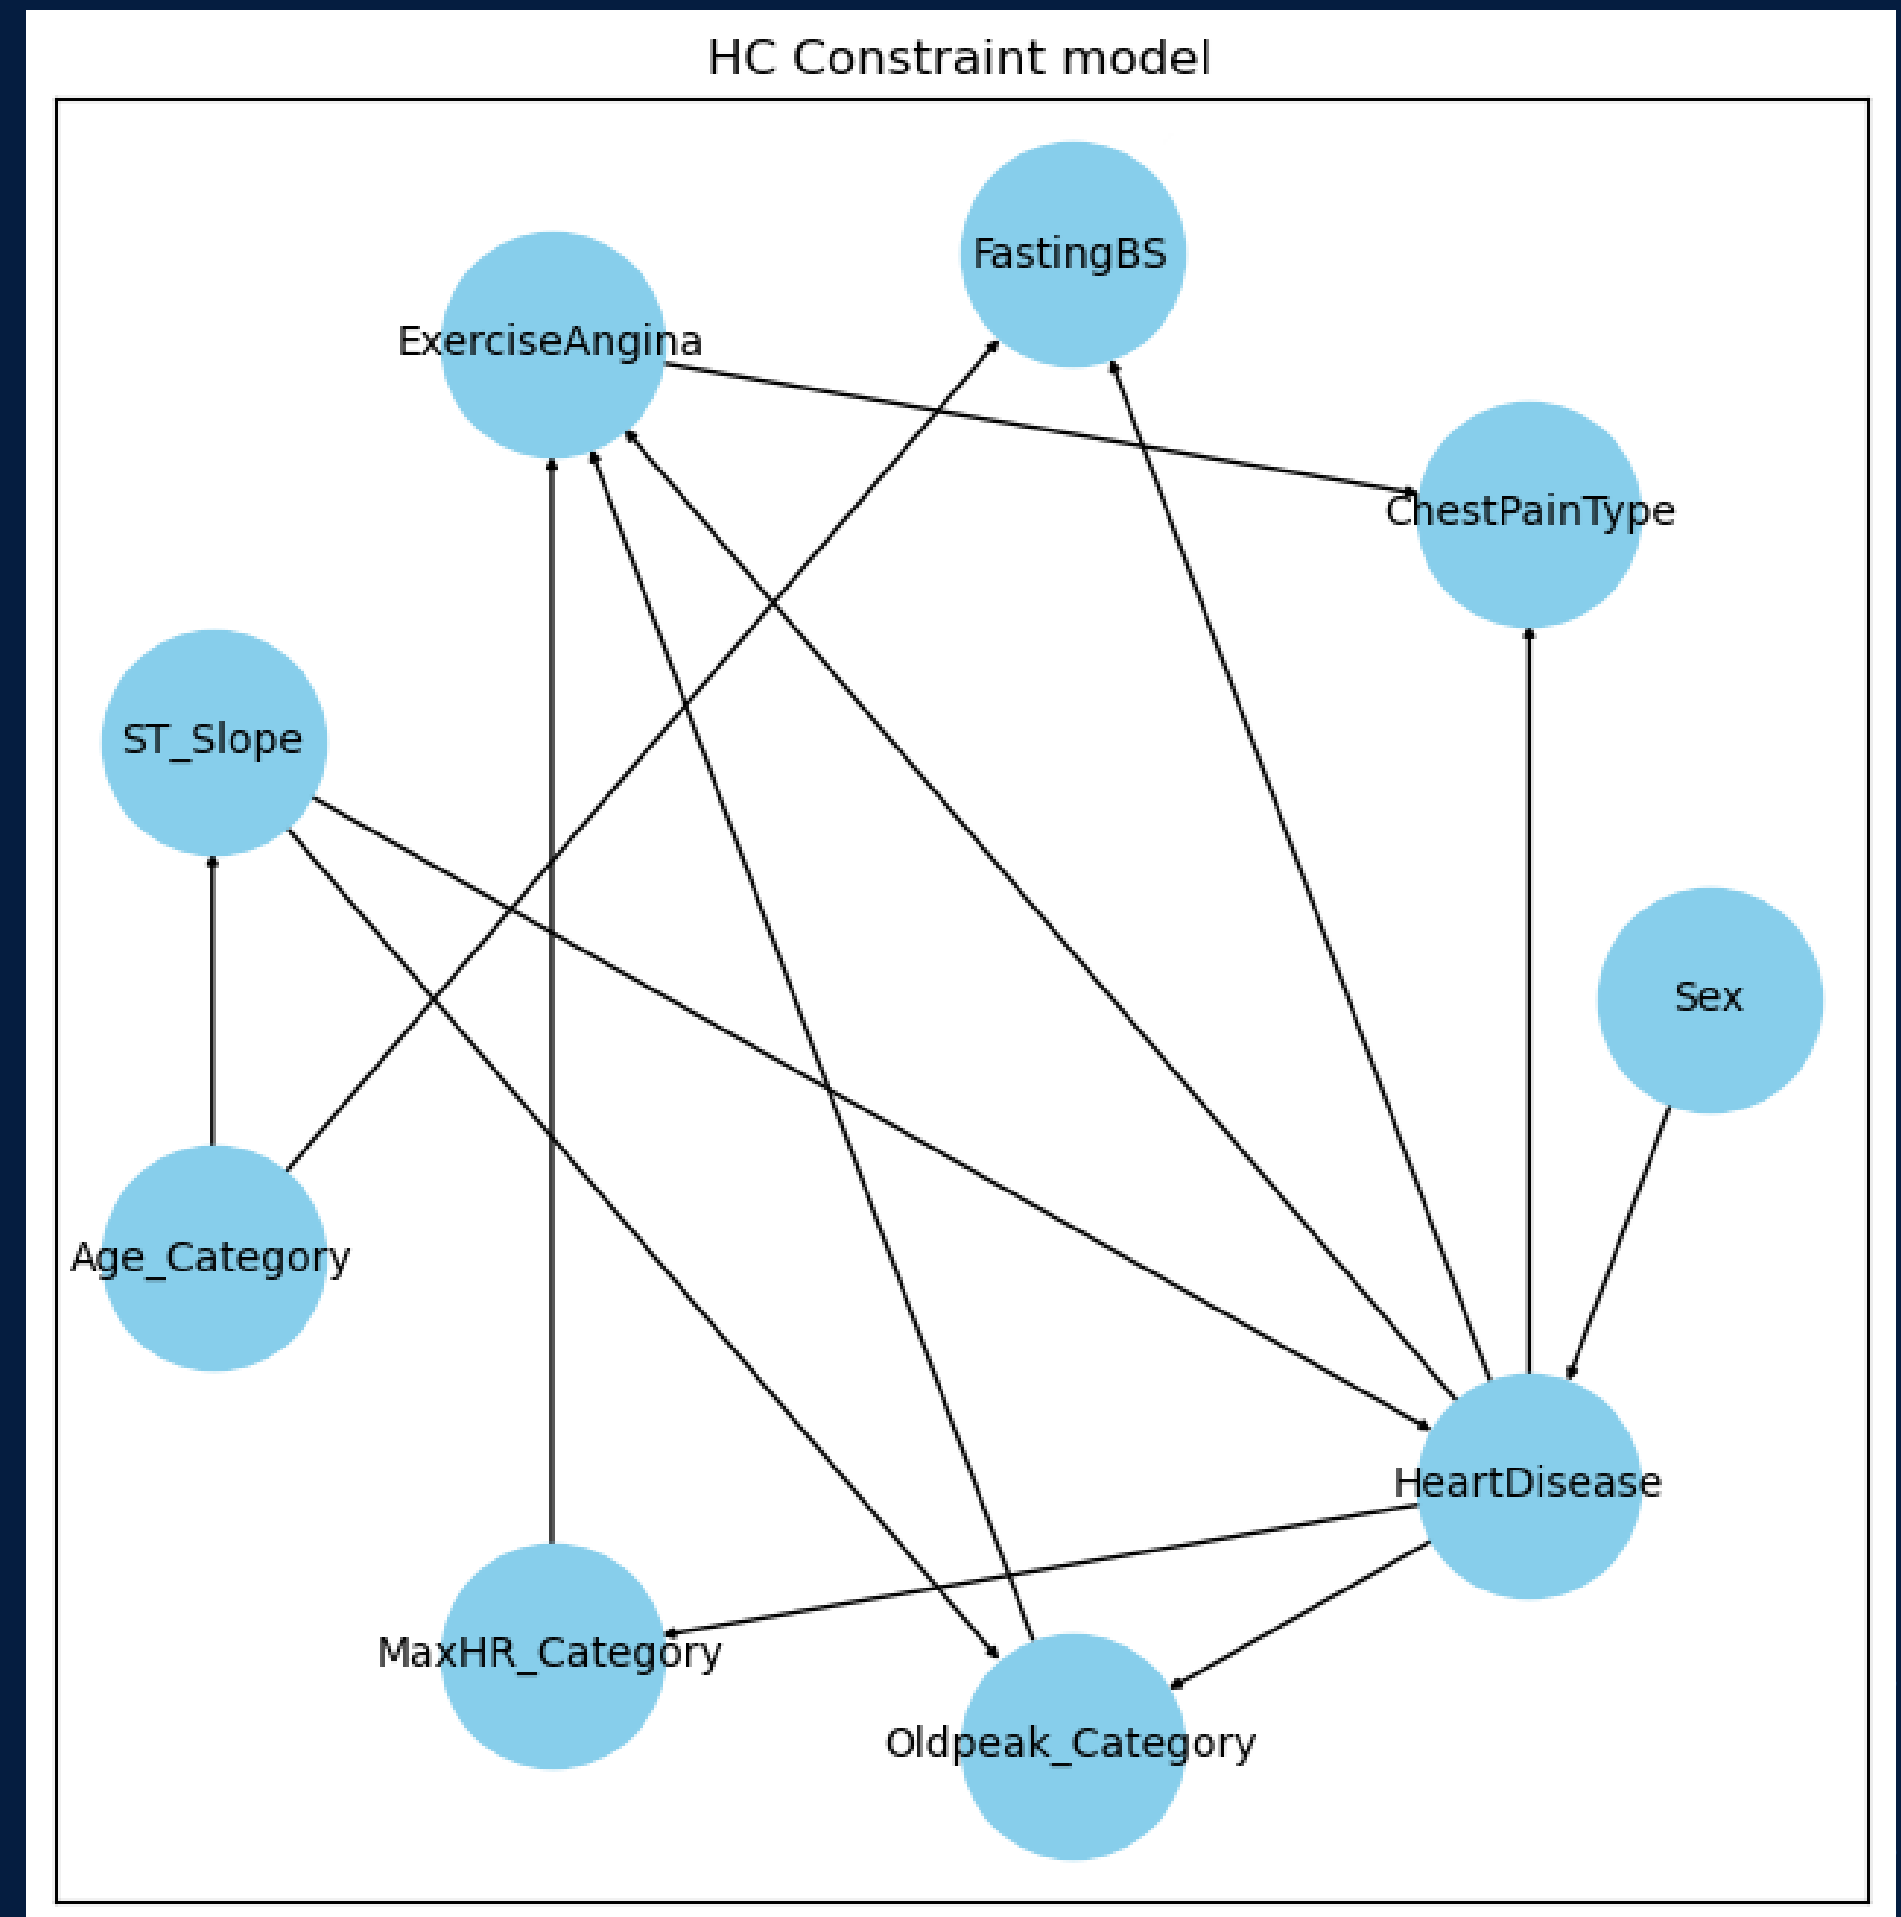 HC Constraint model
FastingBS
ExerciseAngina
ChestPainType
ST_Slope
Sex
Age_Category
HeartDisease
MaxHR_Category
Oldpeak_Category